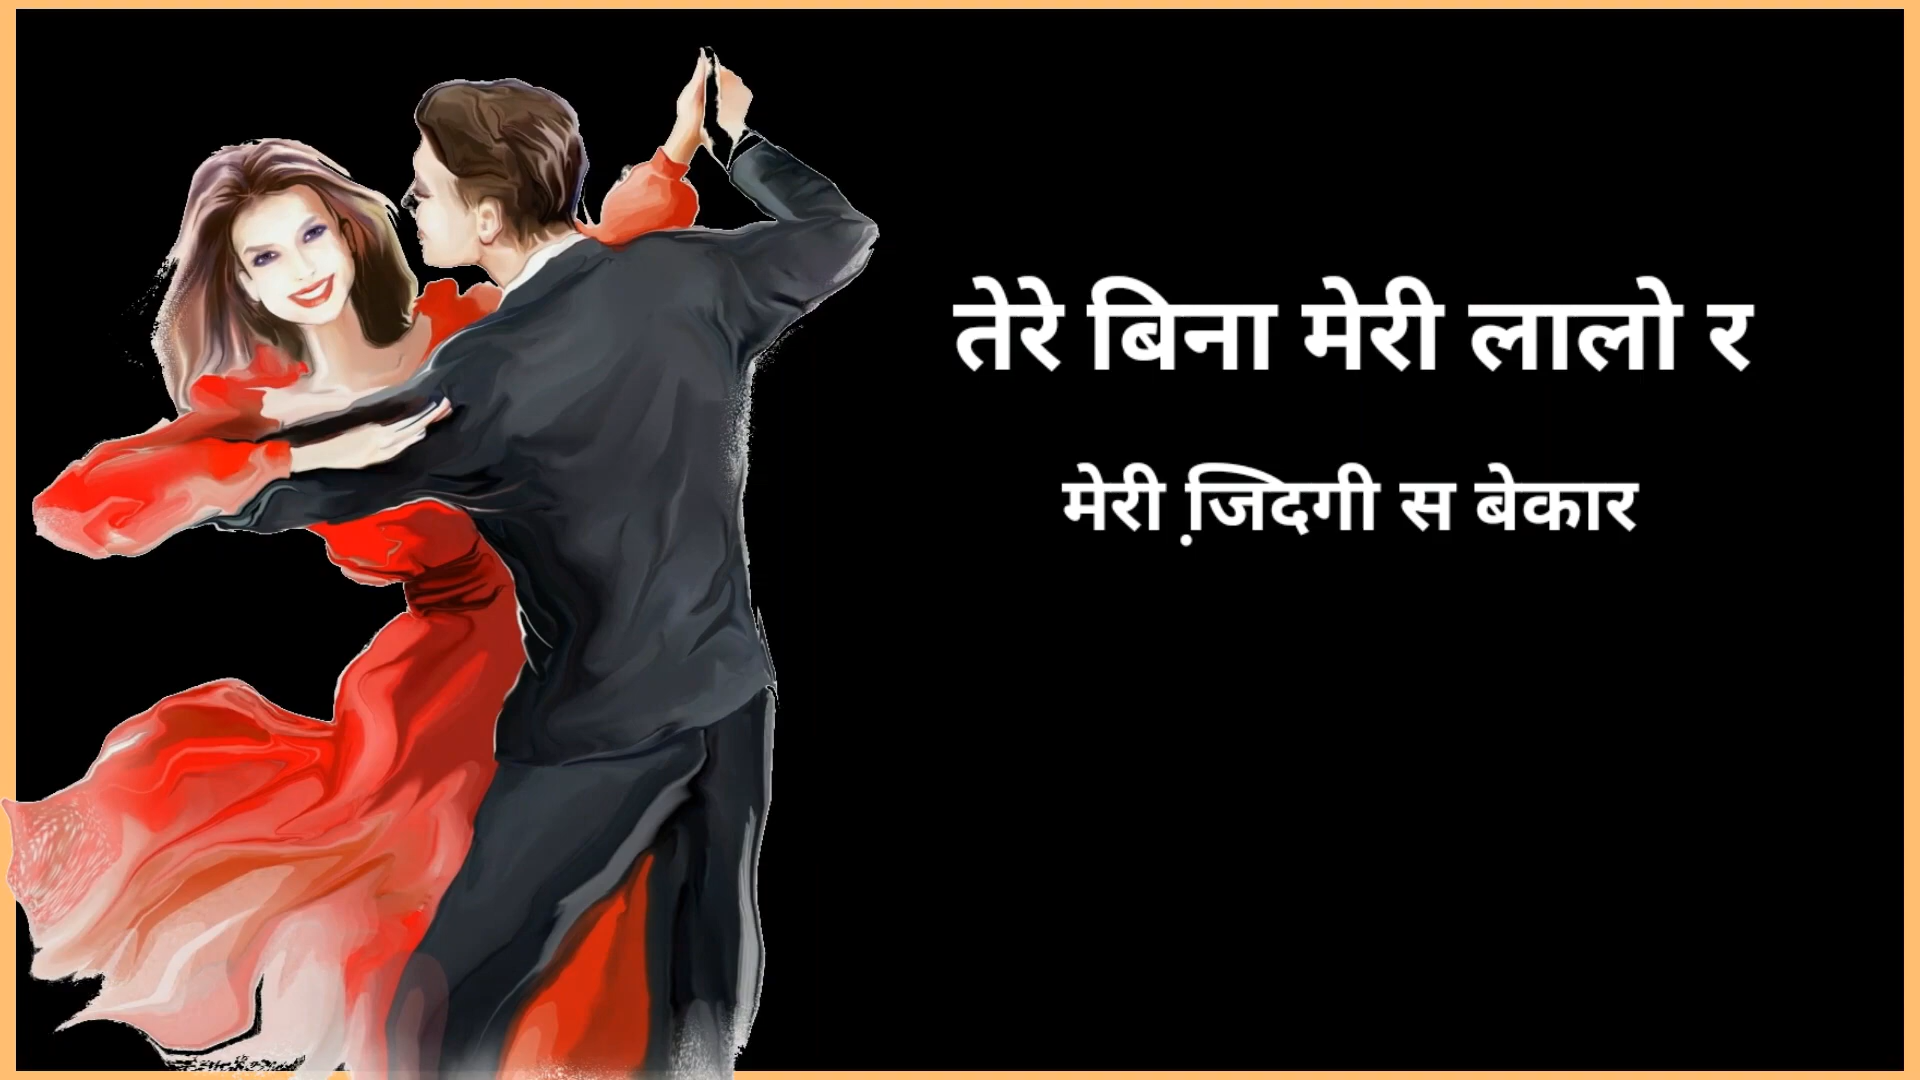 तेरे बिना मेरी लालो र
मेरी ज़िदगी स बेकार